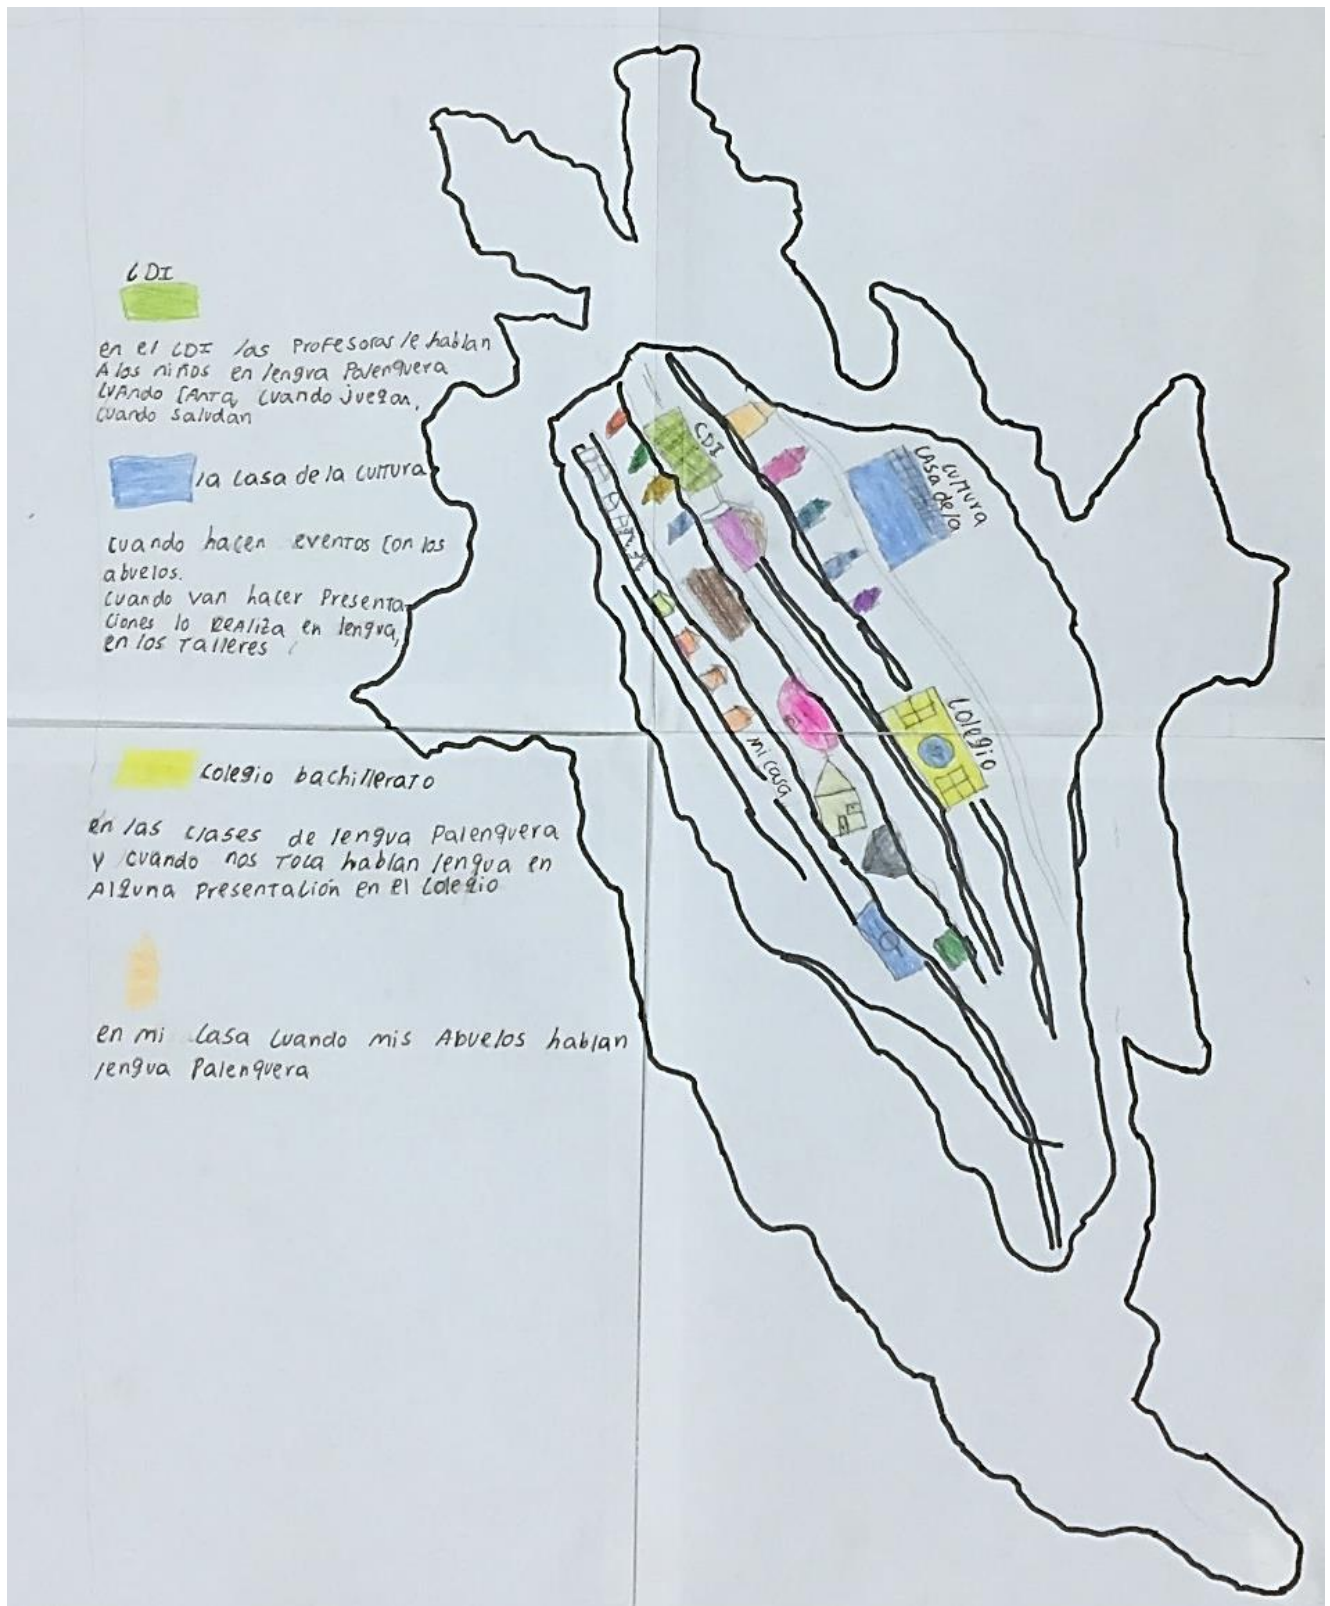 CDI
en el CDI las Profesoras le hablan
A los niños en lengua Palenquera
cuando canta, cuando juegan,
cuando saludan
la casa de la cultura
cuando hacen eventos con los
abuelos.
cuando van hacer Presenta
ciones lo realiza en lengua,
en los Talleres
Colegio bachillerato
en las clases de lengua Palenquera
y cuando nos Toca hablan lengua en
Alguna Presentación en el Colegio
en mi casa cuando mis Abuelos hablan
lengua Palenquera
CDI
casa de la
cultura
Colegio
mi casa